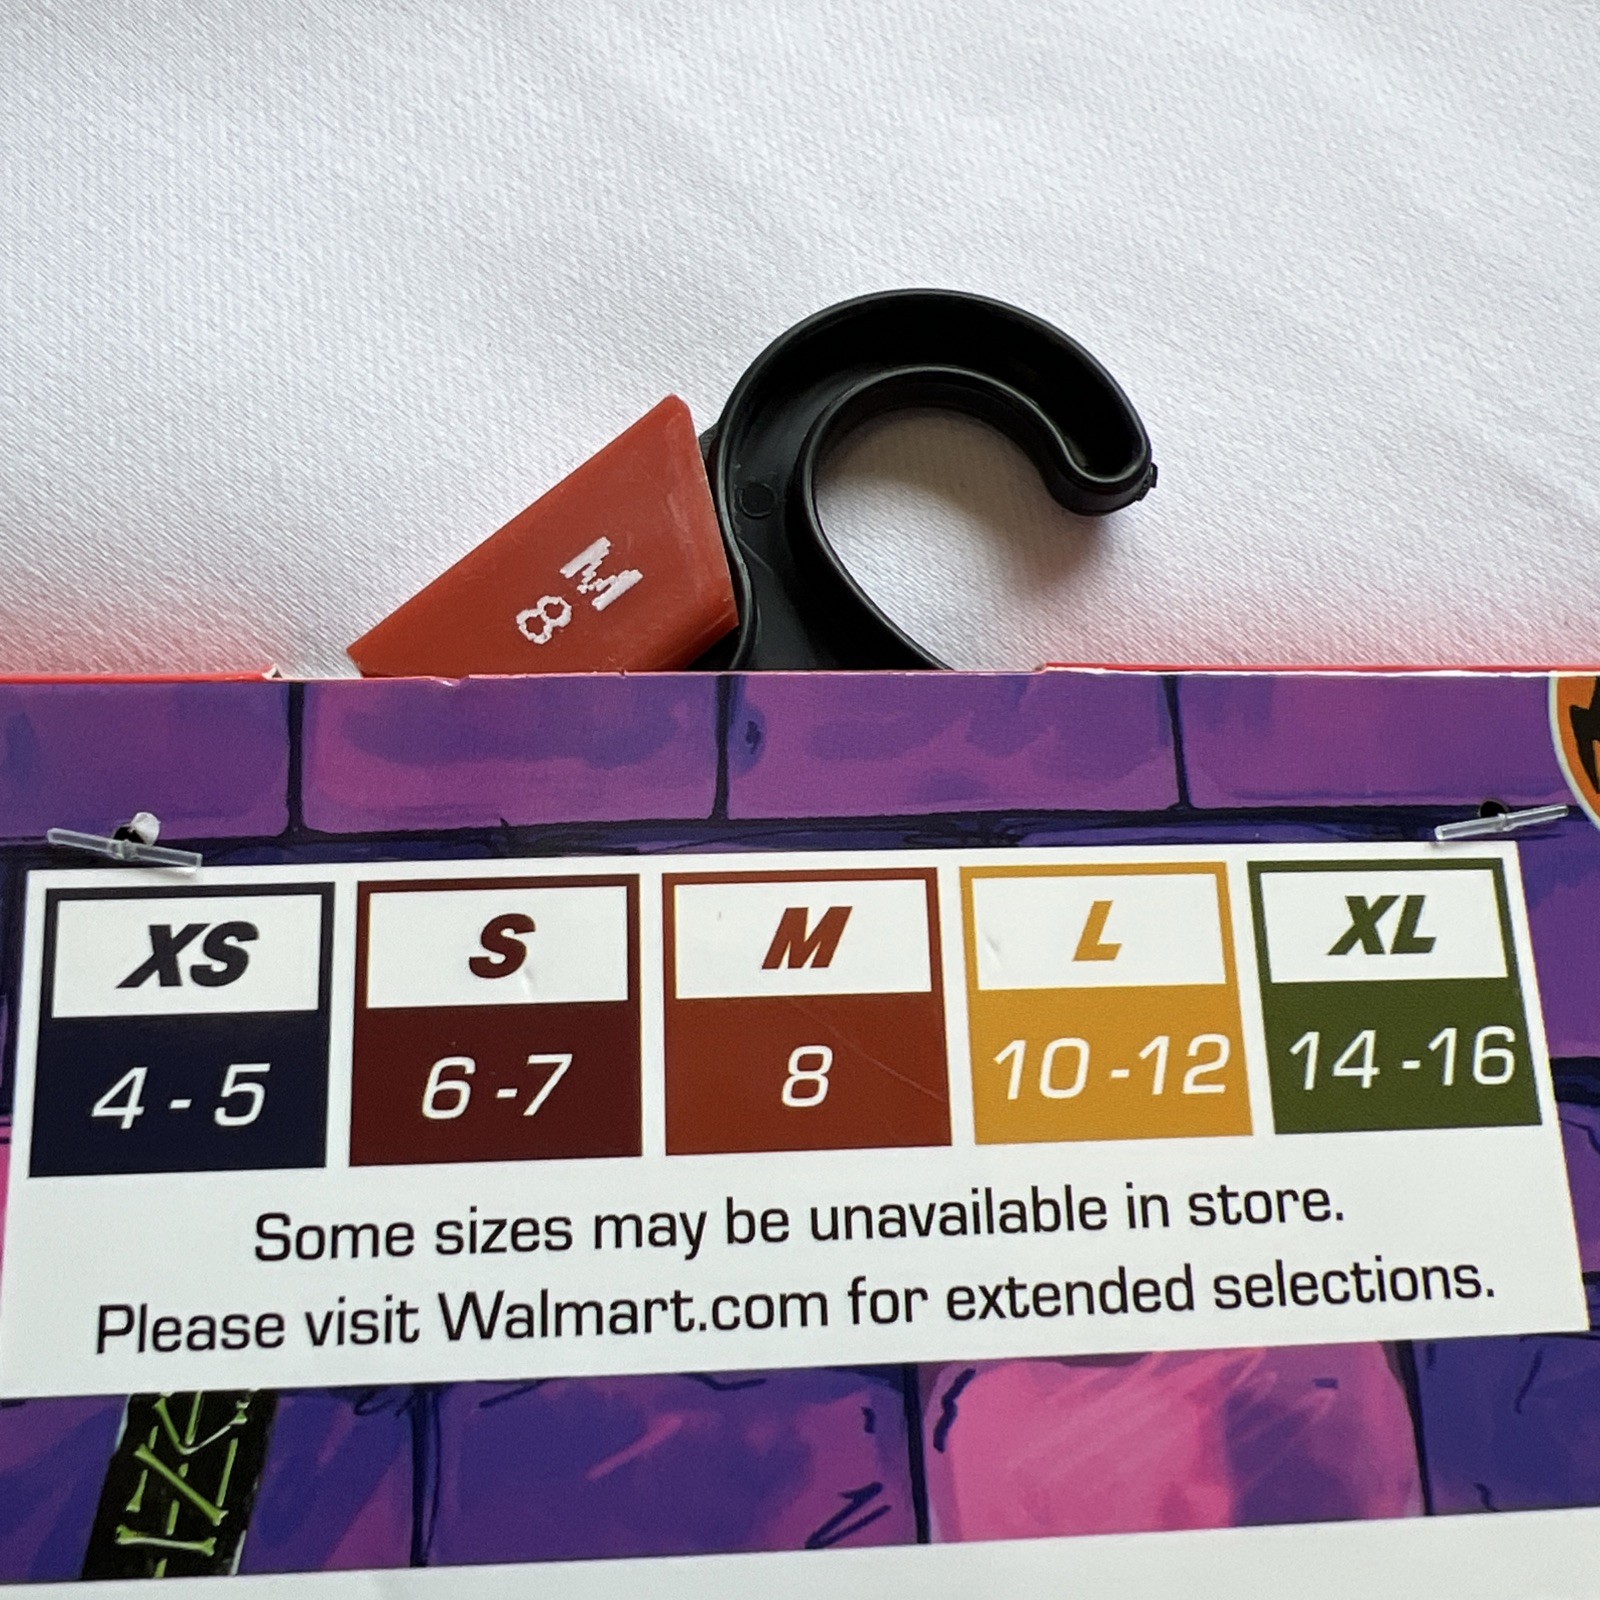 M
8
XS S M L XL
4 - 5 6 -7 8 10 -12 14 -16
Some sizes may be unavailable in store.
Please visit Walmart.com for extended selections.